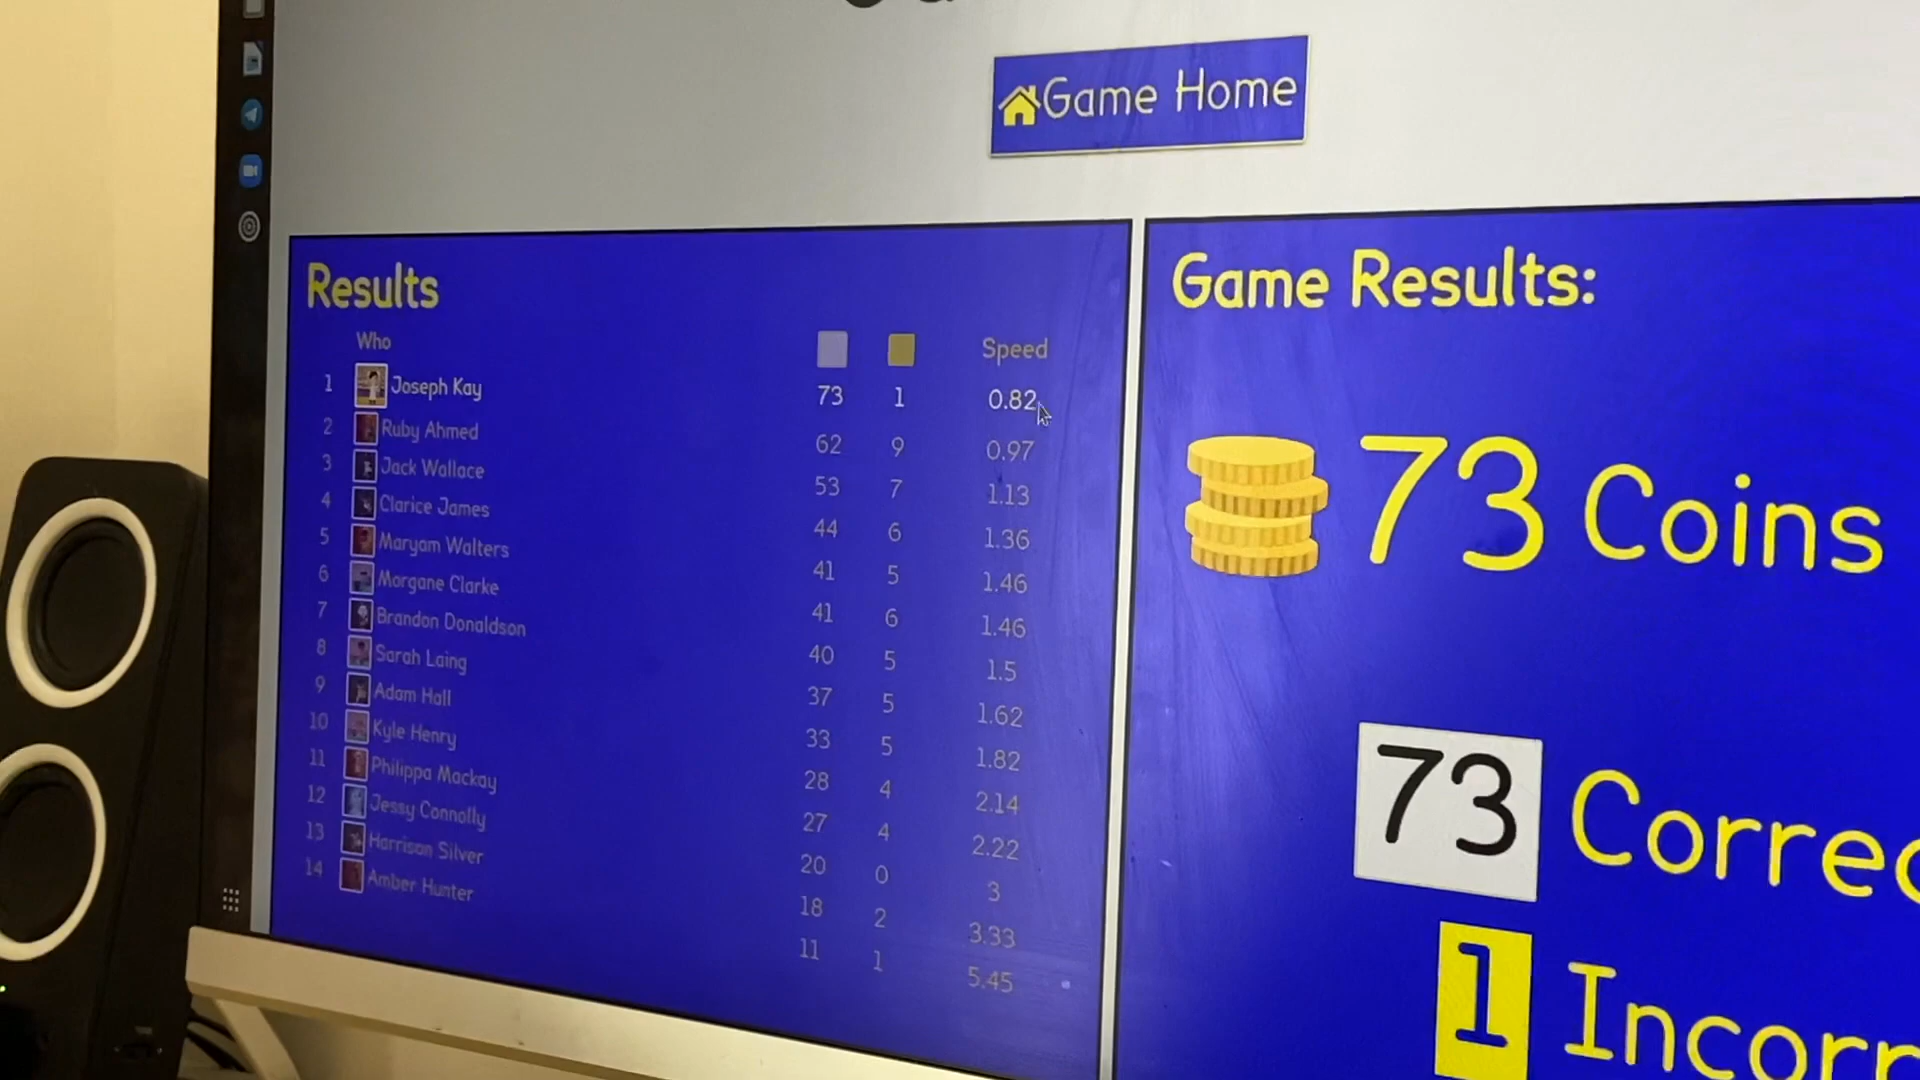 Game Home
Results
Who Speed
1 Joseph Kay 73 1 0.82
2 Ruby Ahmed 62 9 0.97
3 Jack Wallace 53 7 1.13
4 Clarice James 44 6 1.36
5 Maryam Walters 41 5 1.46
6 Morgane Clarke 41 6 1.46
7 Brandon Donaldson 40 5 1.5
8 Sarah Laing 37 5 1.62
9 Adam Hall 33 5 1.82
10 Kyle Henry 28 4 2.14
11 Philippa Mackay 27 4 2.22
12 Jessy Connolly 20 0 3
13 Harrison Silver 18 2 3.33
14 Amber Hunter 11 1 5.45
Game Results:
73 Coins
73 Correc
1 Incorr